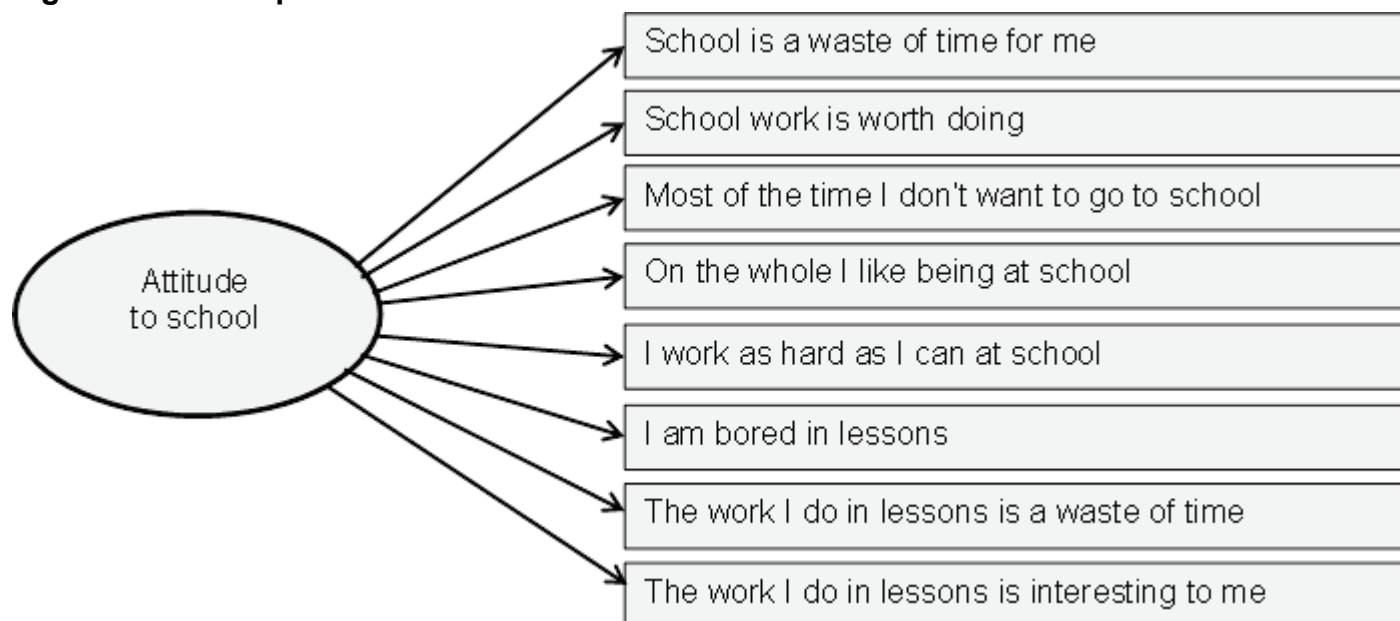 Attitude
to school
School is a waste of time for me
School work is worth doing
Most of the time I don't want to go to school
On the whole I like being at school
I work as hard as I can at school
I am bored in lessons
The work I do in lessons is a waste of time
The work I do in lessons is interesting to me